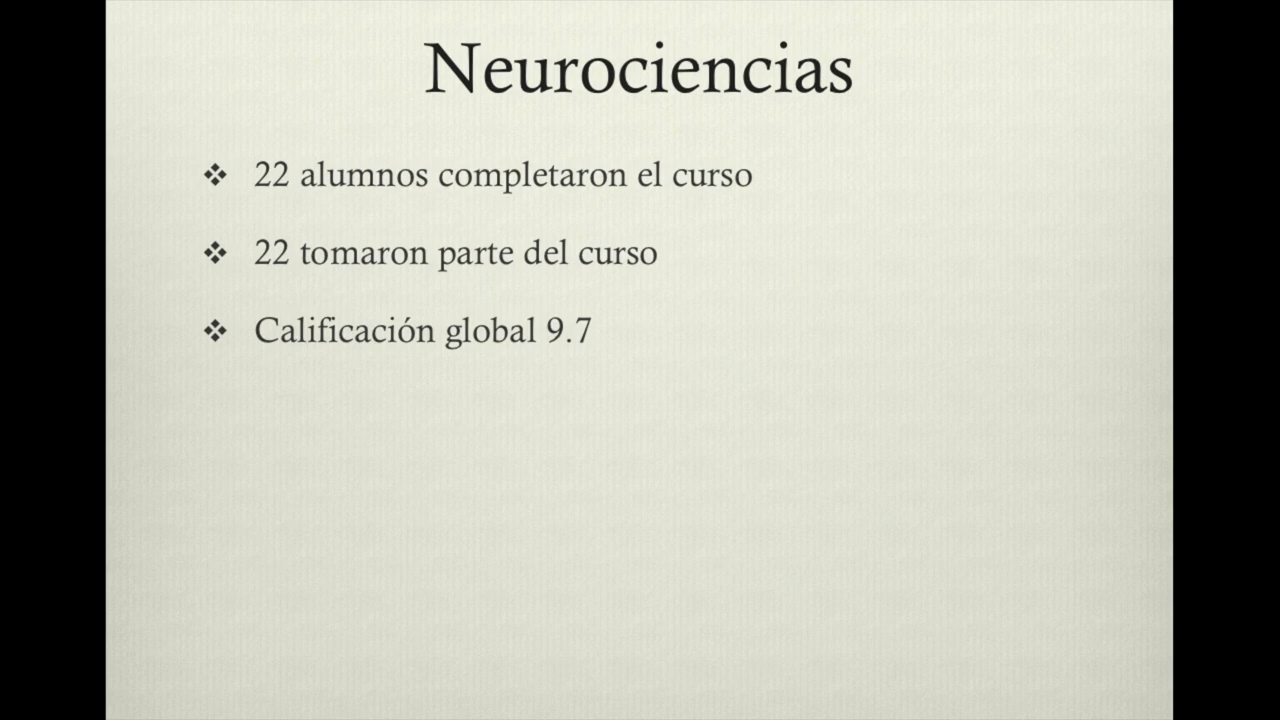 Neurociencias
❖ 22 alumnos completaron el curso
❖ 22 tomaron parte del curso
❖ Calificación global 9.7